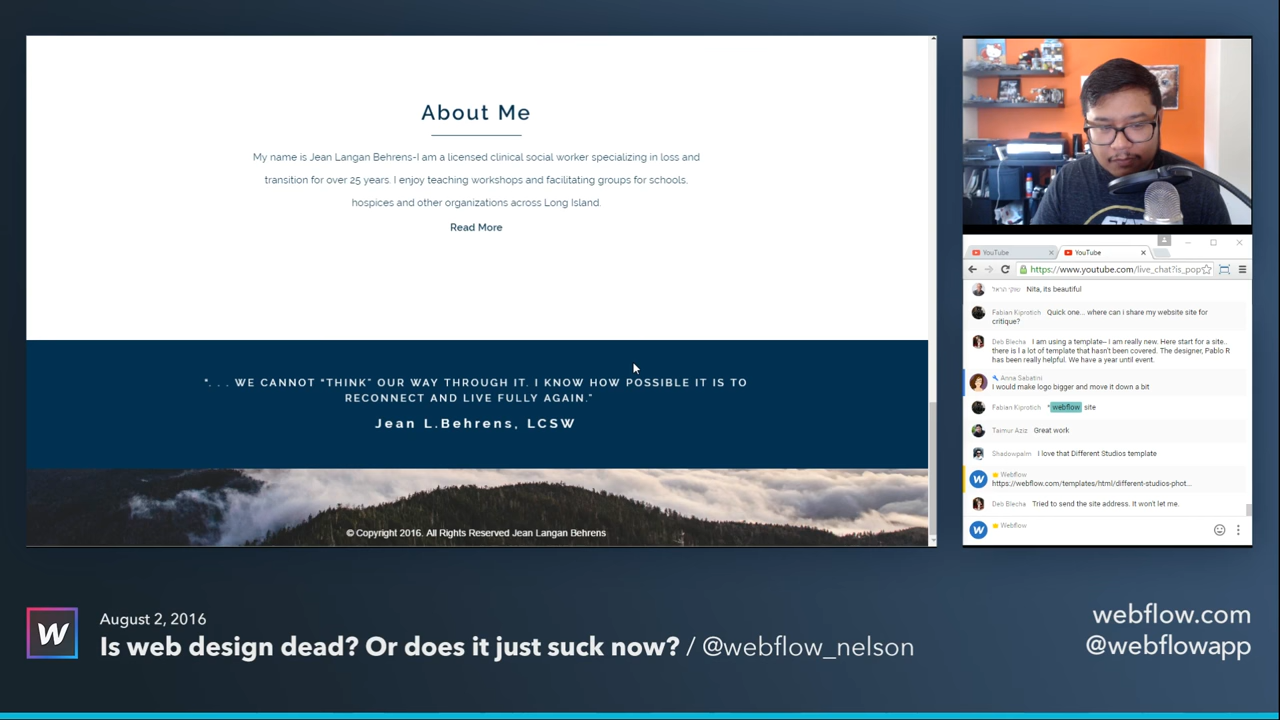 About Me
My name is Jean Langan Behrens-I am a licensed clinical social worker specializing in loss and
transition for over 25 years. I enjoy teaching workshops and facilitating groups for schools,
hospices and other organizations across Long Island.
Read More
". . . WE CANNOT "THINK" OUR WAY THROUGH IT. I KNOW HOW POSSIBLE IT IS TO
RECONNECT AND LIVE FULLY AGAIN."
Jean L.Behrens, LCSW
© Copyright 2016. All Rights Reserved Jean Langan Behrens
YouTube
YouTube
https://www.youtube.com/live_chat?is_pop
Nita, its beautiful
Fabian Kiprotich Quick one... where can i share my website site for
critique?
Deb Blecha I am using a template-- I am really new. Here start for a site..
there is l a lot of template that hasn't been covered. The designer, Pablo R
has been really helpful. We have a year until event.
Anna Sabatini
I would make logo bigger and move it down a bit
Fabian Kiprotich *webflow site
Taimur Aziz Great work
Shadowpalm I love that Different Studios template
Webflow
https://webflow.com/templates/html/different-studios-phot...
Deb Blecha Tried to send the site address. It won't let me.
Webflow
W
August 2, 2016
Is web design dead? Or does it just suck now? / @webflow_nelson
webflow.com
@webflowapp